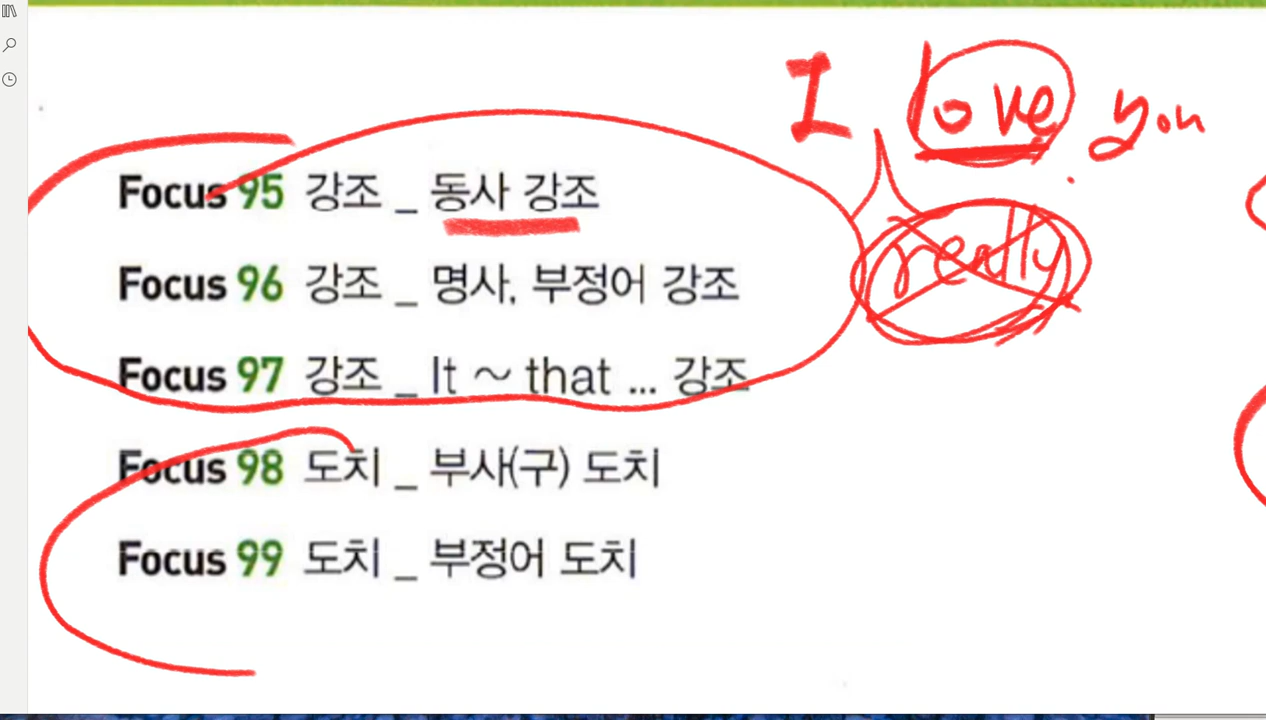 I love you
really
Focus 95 강조 _ 동사 강조
Focus 96 강조 _ 명사, 부정어 강조
Focus 97 강조 _ It ~ that ... 강조
Focus 98 도치 _ 부사(구) 도치
Focus 99 도치 _ 부정어 도치